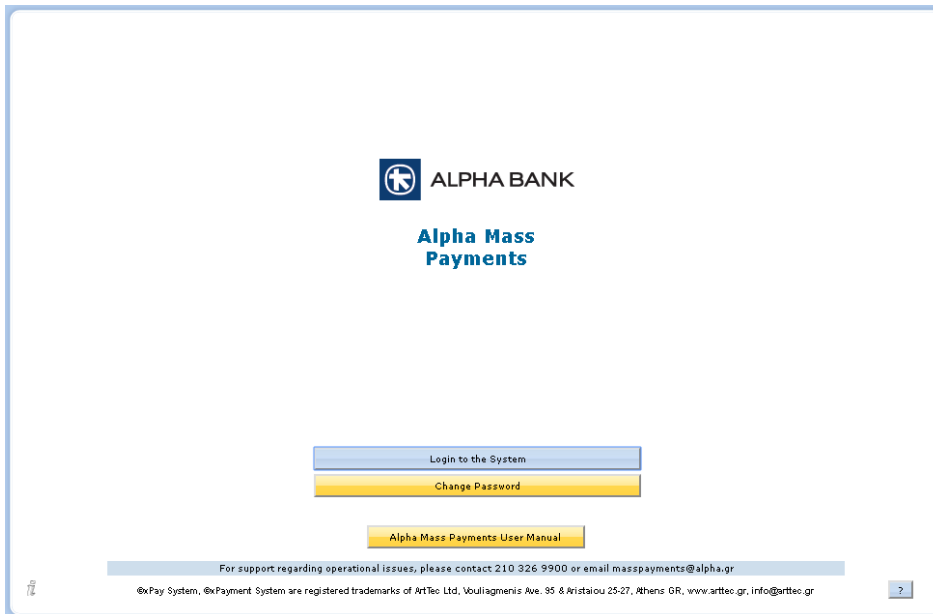 ALPHA BANK
Alpha Mass
Payments
Login to the System
Change Password
Alpha Mass Payments User Manual
For support regarding operational issues, please contact 210 326 9900 or email masspayments@alpha.gr
©xPay System, ©xPayment System are registered trademarks of ArtTec Ltd, Vouliagmenis Ave. 95 & Aristaiou 25-27, Athens GR, www.arttec.gr, info@arttec.gr
?